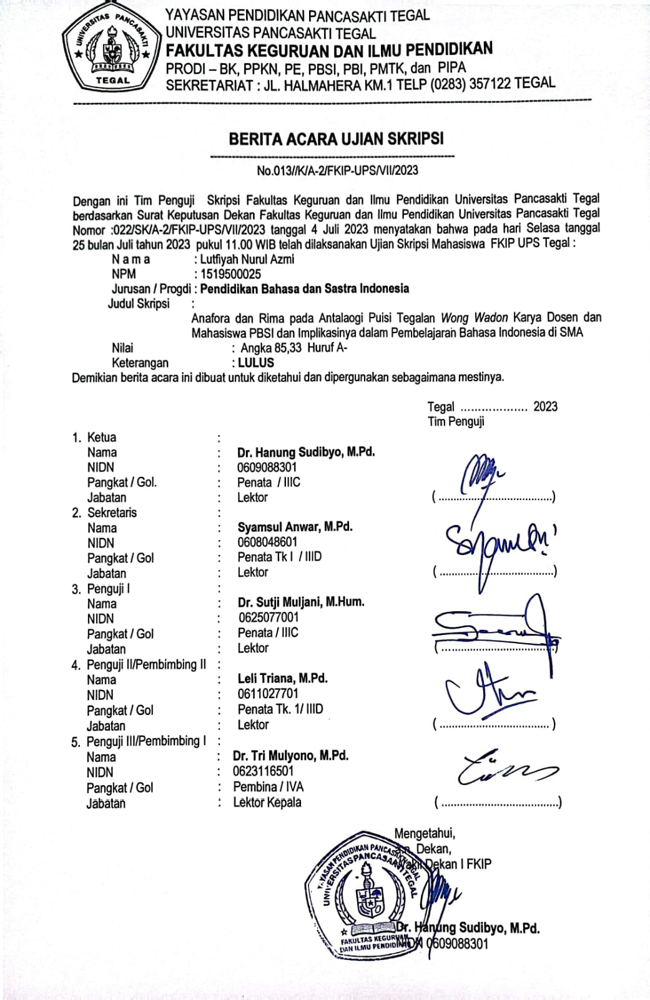 UNIVERSITAS PANCASAKTI
TEGAL
YAYASAN PENDIDIKAN PANCASAKTI TEGAL
UNIVERSITAS PANCASAKTI TEGAL
FAKULTAS KEGURUAN DAN ILMU PENDIDIKAN
PRODI – BK, PPKN, PE, PBSI, PBI, PMTK, dan PIPA
SEKRETARIAT : JL. HALMAHERA KM.1 TELP (0283) 357122 TEGAL
BERITA ACARA UJIAN SKRIPSI
No.013//K/A-2/FKIP-UPS/VII/2023
Dengan ini Tim Penguji Skripsi Fakultas Keguruan dan Ilmu Pendidikan Universitas Pancasakti Tegal
berdasarkan Surat Keputusan Dekan Fakultas Keguruan dan Ilmu Pendidikan Universitas Pancasakti Tegal
Nomor :022/SK/A-2/FKIP-UPS/VII/2023 tanggal 4 Juli 2023 menyatakan bahwa pada hari Selasa tanggal
25 bulan Juli tahun 2023 pukul 11.00 WIB telah dilaksanakan Ujian Skripsi Mahasiswa FKIP UPS Tegal :
N a m a : Lutfiyah Nurul Azmi
NPM : 1519500025
Jurusan / Progdi : Pendidikan Bahasa dan Sastra Indonesia
Judul Skripsi :
Anafora dan Rima pada Antalaogi Puisi Tegalan Wong Wadon Karya Dosen dan
Mahasiswa PBSI dan Implikasinya dalam Pembelajaran Bahasa Indonesia di SMA
Nilai : Angka 85,33 Huruf A-
Keterangan : LULUS
Demikian berita acara ini dibuat untuk diketahui dan dipergunakan sebagaimana mestinya.
Tegal ................... 2023
Tim Penguji
1. Ketua :
Nama : Dr. Hanung Sudibyo, M.Pd.
NIDN : 0609088301
Pangkat / Gol. : Penata / IIIC
Jabatan : Lektor (.......................................)
2. Sekretaris :
Nama : Syamsul Anwar, M.Pd.
NIDN : 0608048601
Pangkat / Gol : Penata Tk I / IIID
Jabatan : Lektor (.......................................)
3. Penguji I :
Nama : Dr. Sutji Muljani, M.Hum.
NIDN : 0625077001
Pangkat / Gol : Penata / IIIC
Jabatan : Lektor (.......................................)
4. Penguji II/Pembimbing II :
Nama : Leli Triana, M.Pd.
NIDN : 0611027701
Pangkat / Gol : Penata Tk. 1/ IIID
Jabatan : Lektor (...................................... )
5. Penguji III/Pembimbing I :
Nama : Dr. Tri Mulyono, M.Pd.
NIDN : 0623116501
Pangkat / Gol : Pembina / IVA
Jabatan : Lektor Kepala (........................................)
Mengetahui,
a.n. Dekan,
Wakil Dekan I FKIP
YAYASAN PENDIDIKAN PANCASAKTI TEGAL
UNIVERSITAS PANCASAKTI TEGAL
FAKULTAS KEGURUAN
DAN ILMU PENDIDIKAN
Dr. Hanung Sudibyo, M.Pd.
NIDN 0609088301